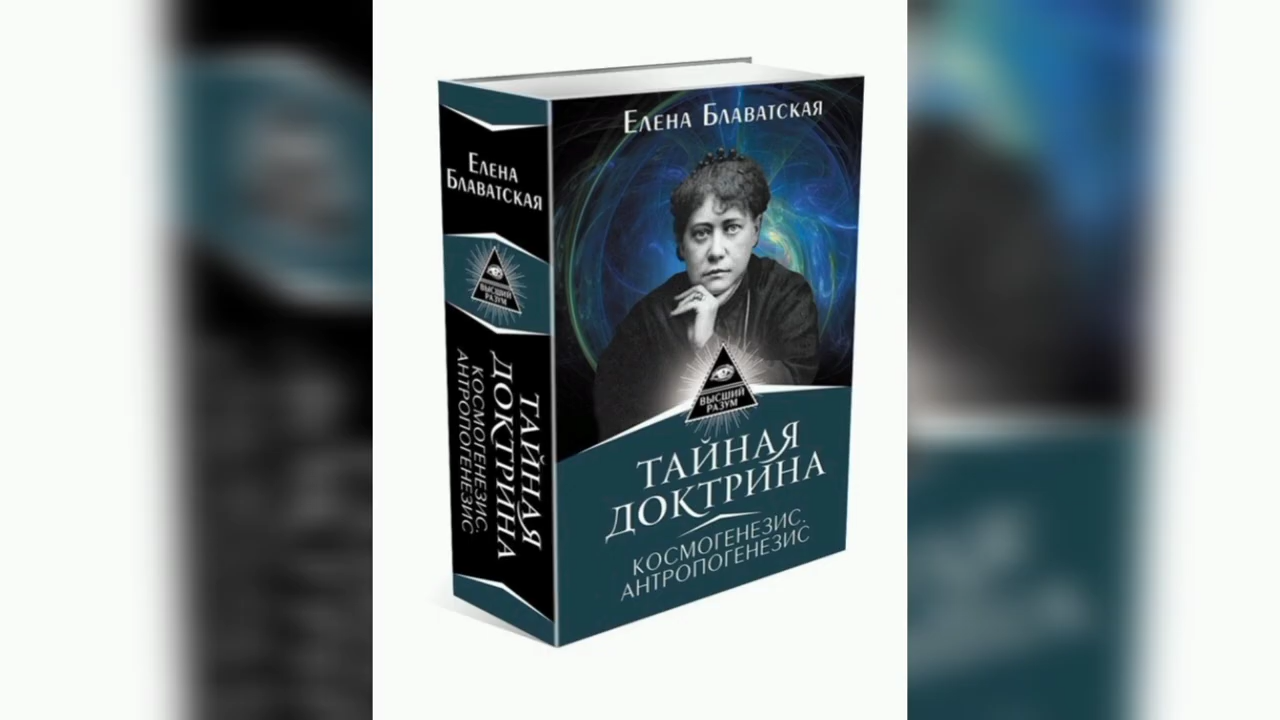 Елена Блаватская
ВЫСШИЙ
РАЗУМ
ТАЙНАЯ
ДОКТРИНА
КОСМОГЕНЕЗИС.
АНТРОПОГЕНЕЗИС
Елена
Блаватская
ВЫСШИЙ
РАЗУМ
ТАЙНАЯ
ДОКТРИНА
КОСМОГЕНЕЗИС.
АНТРОПОГЕНЕЗИС